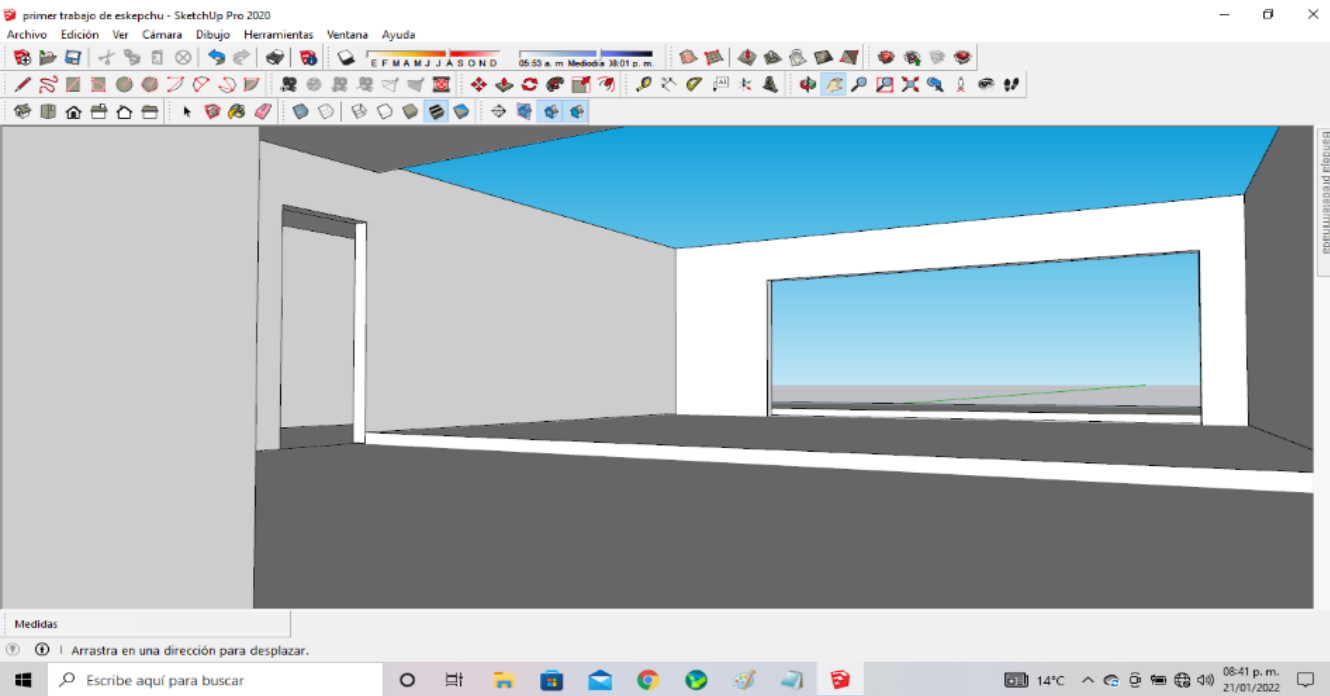 primer trabajo de eskepchu - SketchUp Pro 2020
Archivo Edición Ver Cámara Dibujo Herramientas Ventana Ayuda
E F M A M J J A S O N D 05:53 a. m. Mediodía 18:01 p. m.
A1
Bandeja predeterminada
Medidas
Arrastra en una dirección para desplazar.
Escribe aquí para buscar
14°C
08:41 p. m.
21/01/2022